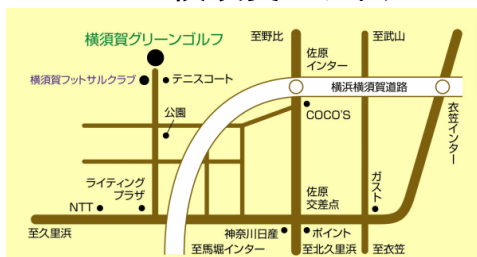 横須賀グリーンゴルフ
至野比
至武山
佐原
インター
横須賀フットサルクラブ
テニスコート
横浜横須賀道路
公園
COCO'S
衣笠インター
ライティング
プラザ
NTT
佐原
交差点
ガスト
至久里浜
神奈川日産
ポイント
至馬堀インター
至北久里浜
至衣笠